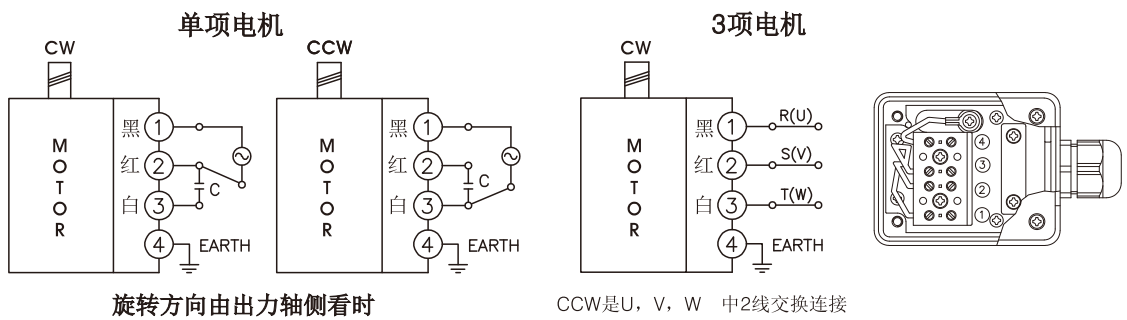 单项电机
3项电机
CW
CCW
CW
MOTOR
黑 1
红 2
白 3
4
C
EARTH
MOTOR
黑 1
红 2
白 3
4
C
EARTH
MOTOR
黑 1 R(U)
红 2 S(V)
白 3 T(W)
4 EARTH
4
3
2
1
旋转方向由出力轴侧看时
CCW是U，V，W 中2线交换连接